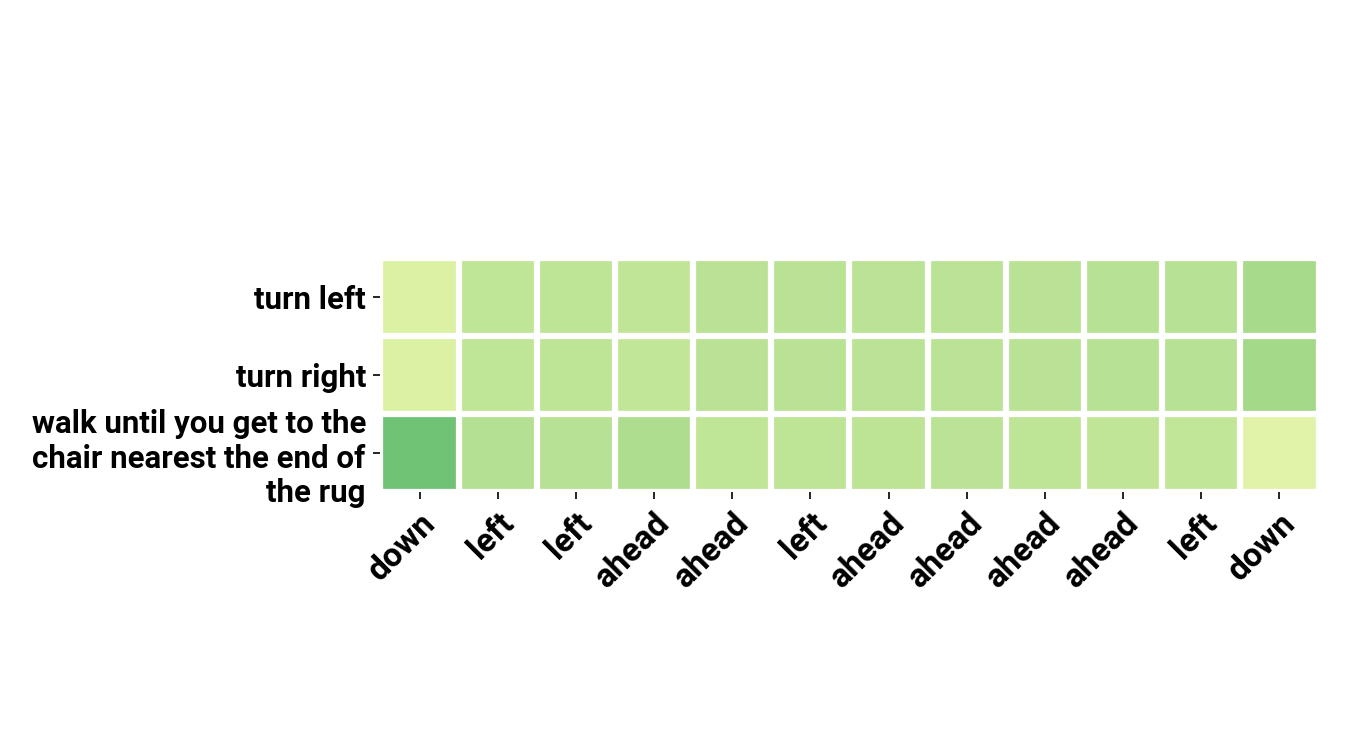 turn left
turn right
walk until you get to the
chair nearest the end of
the rug
down
left
left
ahead
ahead
left
ahead
ahead
ahead
ahead
left
down